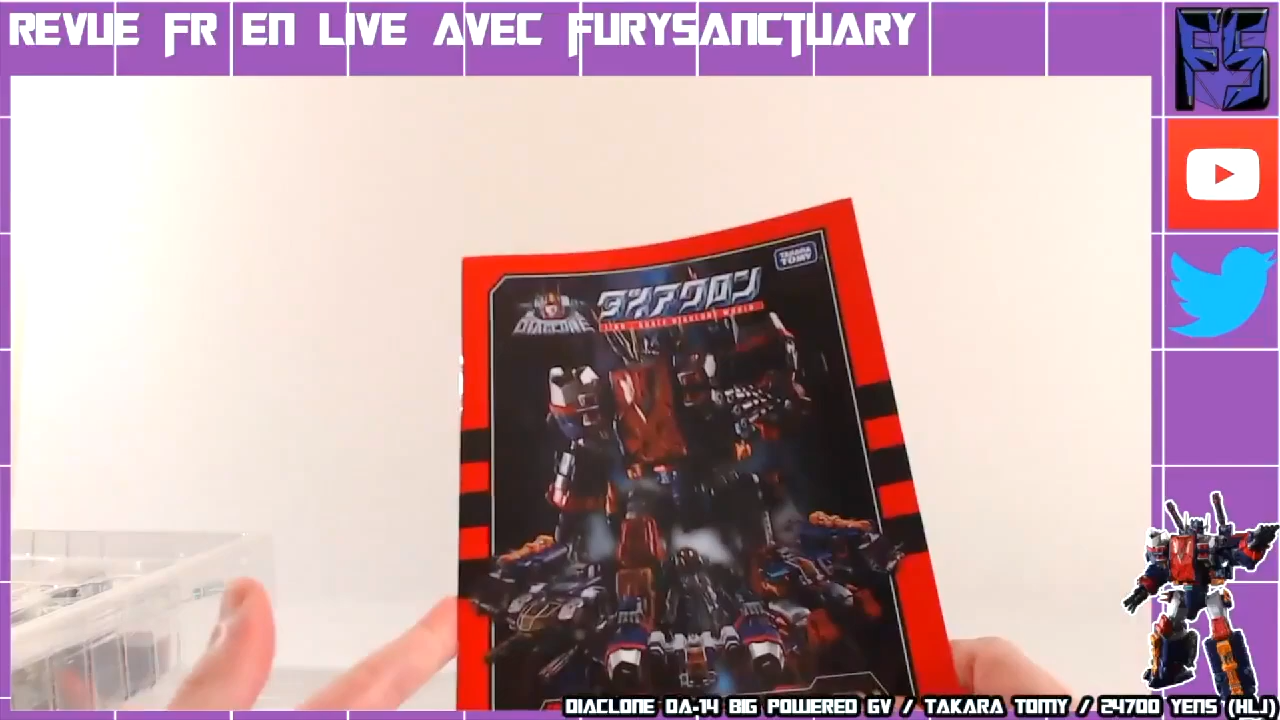 REVUE FR EN LIVE AVEC FURYSANCTUARY
FS
TAKARA TOMY
DIACLONE
ダイアクロン
DIACLONE DA-14 BIG POWERED GV / TAKARA TOMY / 24700 YENS (HLJ)